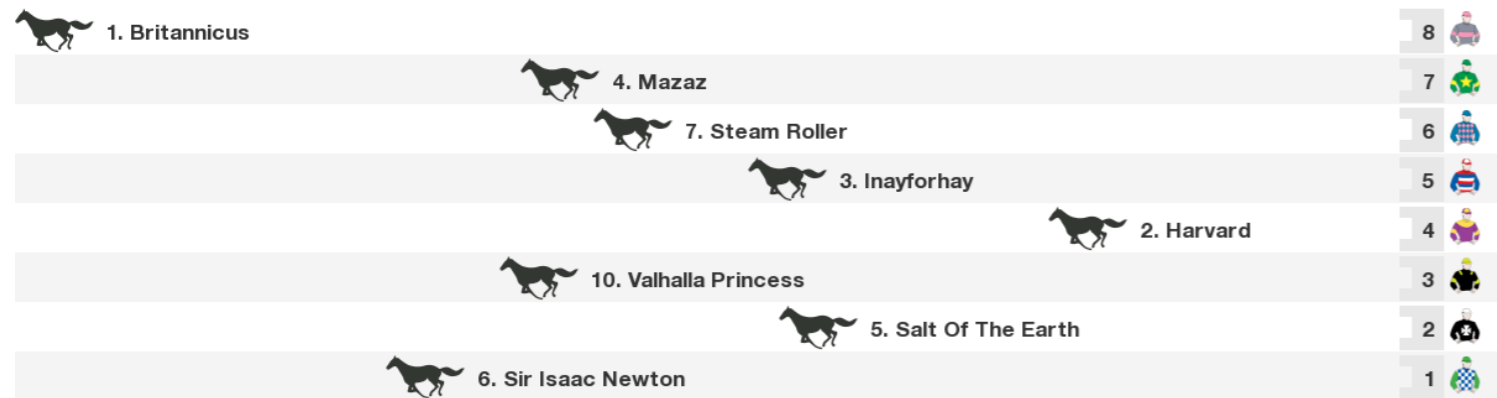 1. Britannicus 8
4. Mazaz 7
7. Steam Roller 6
3. Inayforhay 5
2. Harvard 4
10. Valhalla Princess 3
5. Salt Of The Earth 2
6. Sir Isaac Newton 1